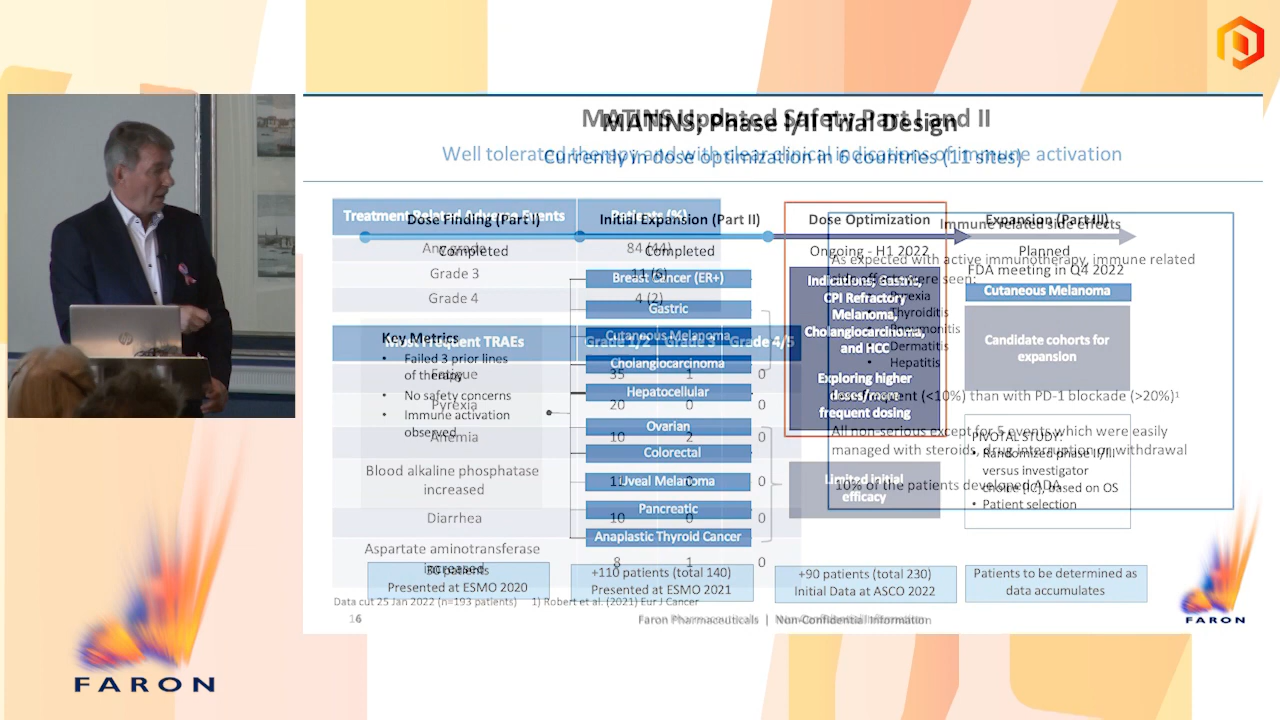 MATINS Updated Safety Part I and II
MATINS, Phase I/II Trial Design
Well tolerated therapy and with clear clinical indications of immune activation
Currently in dose optimization in 6 countries (11 sites)
Treatment Related Adverse Events
Patients (%)
Any grade
84 (44)
Grade 3
11 (6)
Grade 4
4 (2)
Most Frequent TRAEs
Grade 1/2
Grade 3
Grade 4/5
Fatigue
35
1
0
Pyrexia
20
0
0
Anemia
10
2
0
Blood alkaline phosphatase
increased
0
Diarrhea
10
0
0
Aspartate aminotransferase
increased
8
1
0
Immune related side effects
As expected with active immunotherapy, immune related
side effects were seen:
• Pyrexia
• Thyroiditis
• Pneumonitis
• Dermatitis
• Hepatitis
Less frequent (<10%) than with PD-1 blockade (>20%)¹
All non-serious except for 5 events which were easily
managed with steroids, drug interruption or withdrawal
10% of the patients developed ADA
Dose Finding (Part I)
Completed
Initial Expansion (Part II)
Completed
Dose Optimization
Ongoing - H1 2022
Expansion (Part III)
Planned
FDA meeting in Q4 2022
Key Metrics
• Failed 3 prior lines
of therapy
• No safety concerns
• Immune activation
observed
Breast Cancer (ER+)
Gastric
Cutaneous Melanoma
Cholangiocarcinoma
Hepatocellular
Ovarian
Colorectal
Uveal Melanoma
Pancreatic
Anaplastic Thyroid Cancer
Indications; Gastric,
CPI Refractory
Melanoma,
Cholangiocarcinoma,
and HCC
Exploring higher
doses/more
frequent dosing
Limited initial
efficacy
Cutaneous Melanoma
Candidate cohorts for
expansion
PIVOTAL STUDY:
• Randomized phase II/III
versus investigator
choice (IC), based on OS
• Patient selection
30 patients
Presented at ESMO 2020
+110 patients (total 140)
Presented at ESMO 2021
+90 patients (total 230)
Initial Data at ASCO 2022
Patients to be determined as
data accumulates
Data cut 25 Jan 2022 (n=193 patients) 1) Robert et al. (2021) Eur J Cancer
Faron Pharmaceuticals | Non-Confidential Information
FARON
FARON